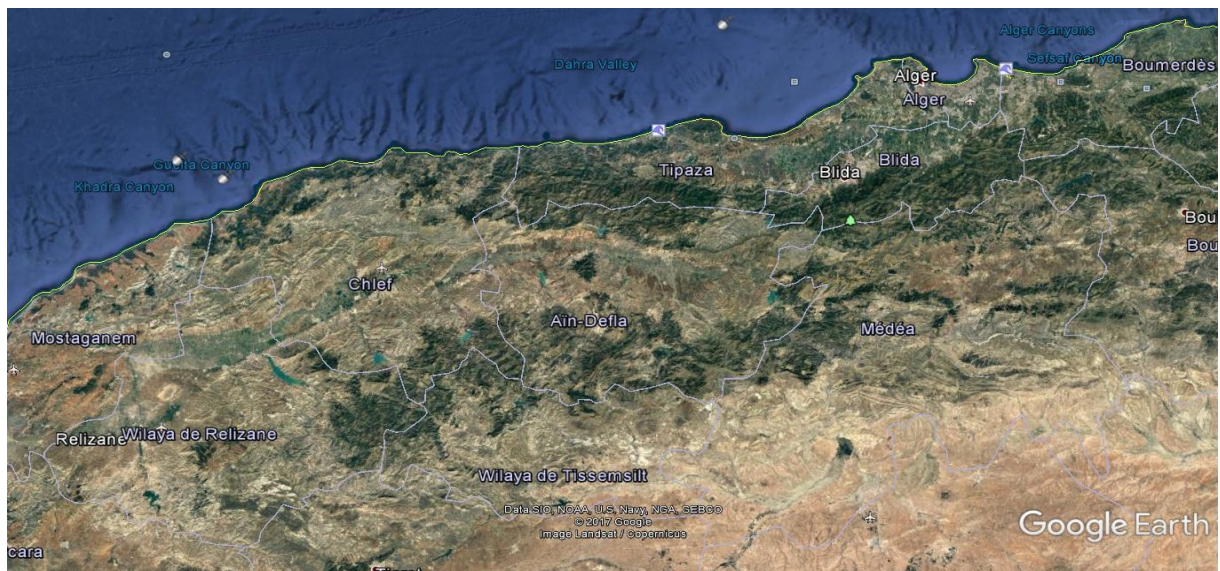 Alger Canyons
Sefsaf Canyon
Dahra Valley
Boumerdès
Alger
Alger
Guelta Canyon
Khadra Canyon
Tipaza
Blida
Blida
Bou
Bou
Chlef
Aïn-Defla
Médéa
Mostaganem
Relizane
Wilaya de Relizane
Wilaya de Tissemsilt
Data SIO, NOAA, U.S. Navy, NGA, GEBCO
© 2017 Google
Image Landsat / Copernicus
Google Earth
cara